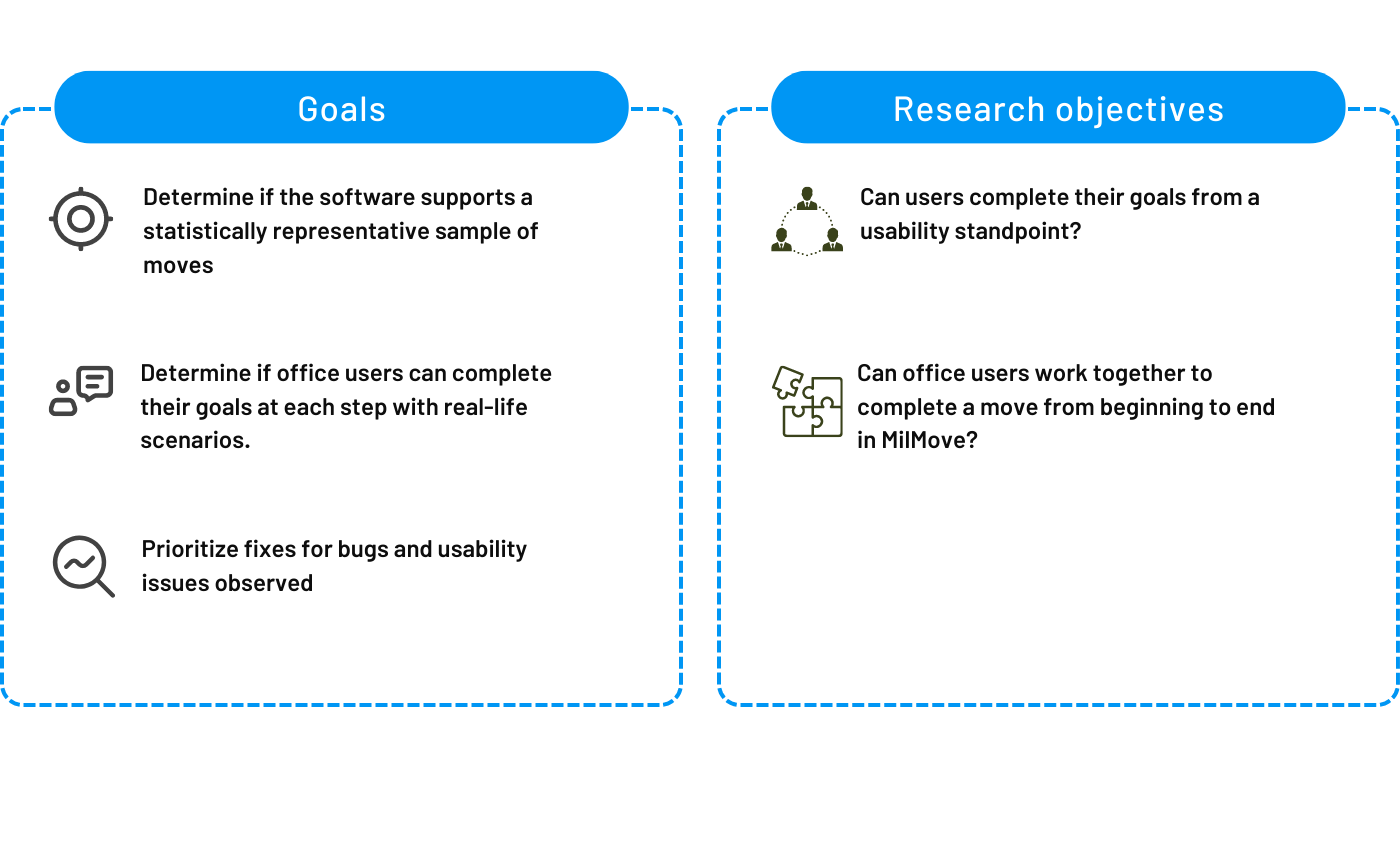 Goals
Determine if the software supports a
statistically representative sample of
moves
Determine if office users can complete
their goals at each step with real-life
scenarios.
Prioritize fixes for bugs and usability
issues observed
Research objectives
Can users complete their goals from a
usability standpoint?
Can office users work together to
complete a move from beginning to end
in MilMove?